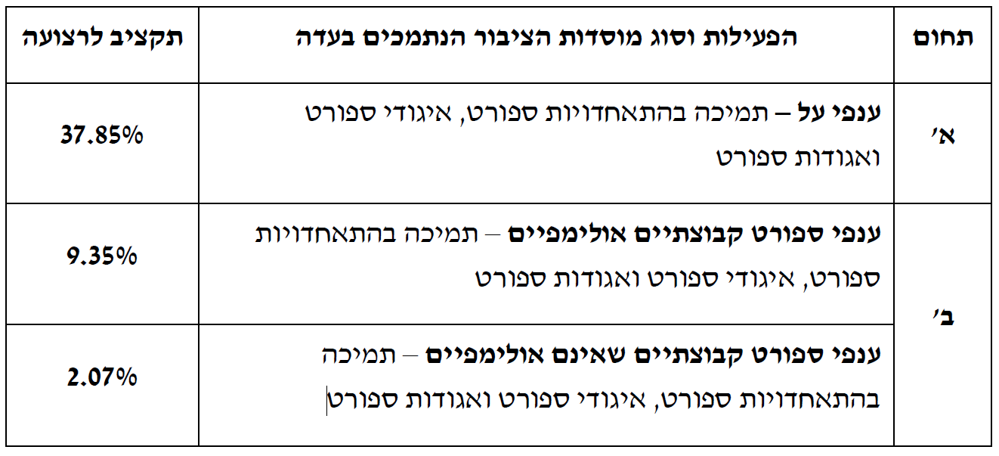 תחום
הפעילות וסוג מוסדות הציבור הנתמכים בעדה
תקציב לרצועה
א'
ענפי על – תמיכה בהתאחדויות ספורט, איגודי ספורט
ואגודות ספורט
37.85%
ב'
ענפי ספורט קבוצתיים אולימפיים – תמיכה בהתאחדויות
ספורט, איגודי ספורט ואגודות ספורט
9.35%
ענפי ספורט קבוצתיים שאינם אולימפיים – תמיכה
בהתאחדויות ספורט, איגודי ספורט ואגודות ספורט
2.07%